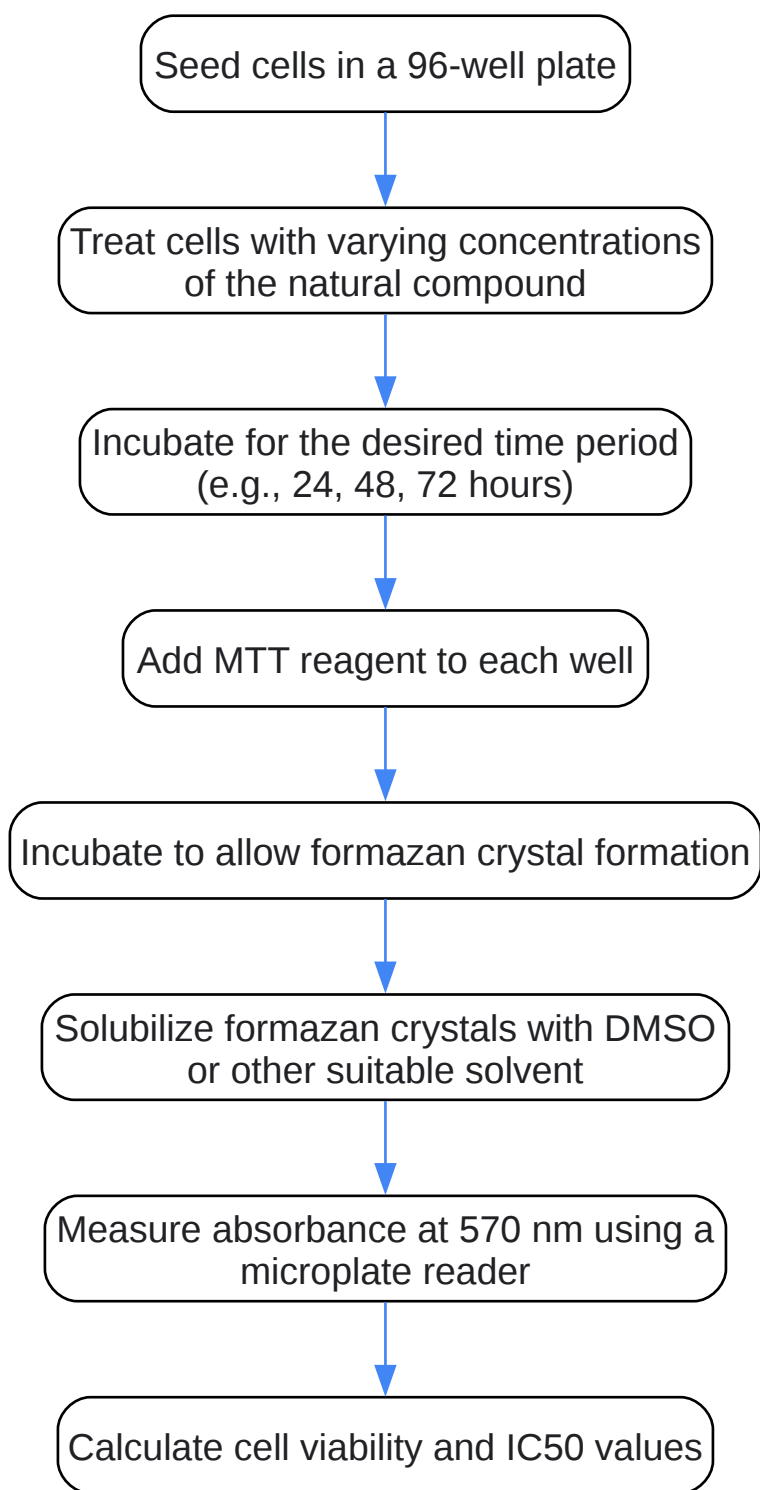 Seed cells in a 96-well plate
Treat cells with varying concentrations
of the natural compound
Incubate for the desired time period
(e.g., 24, 48, 72 hours)
Add MTT reagent to each well
Incubate to allow formazan crystal formation
Solubilize formazan crystals with DMSO
or other suitable solvent
Measure absorbance at 570 nm using a
microplate reader
Calculate cell viability and IC50 values